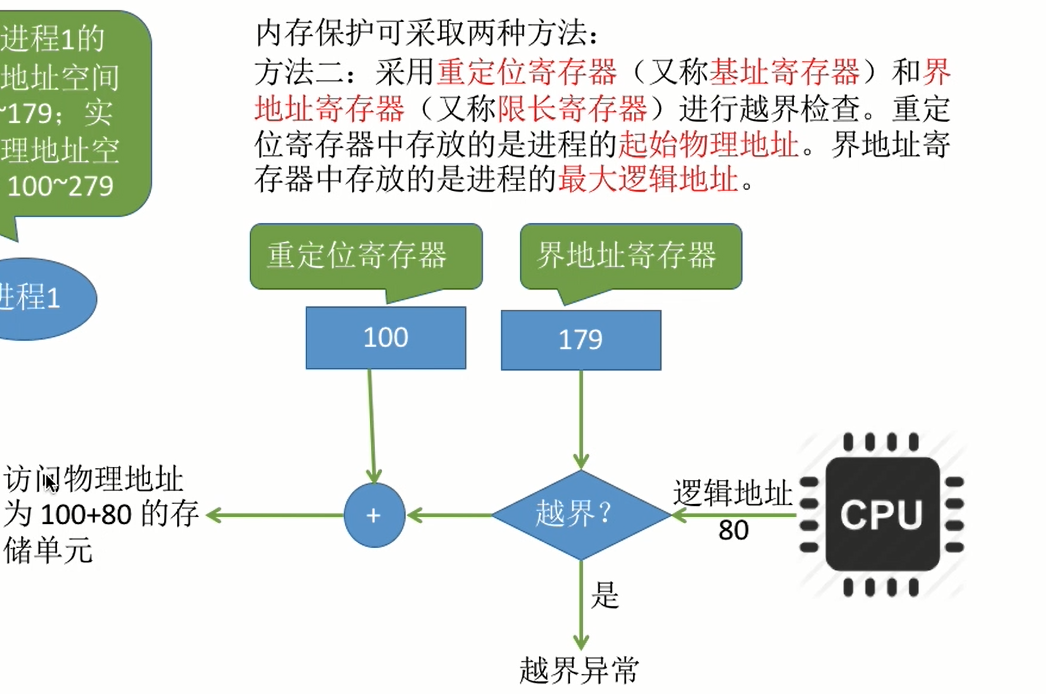 进程1的
地址空间
~179；实
理地址空
100~279
进程1
内存保护可采取两种方法：
方法二：采用重定位寄存器（又称基址寄存器）和界
地址寄存器（又称限长寄存器）进行越界检查。重定
位寄存器中存放的是进程的起始物理地址。界地址寄
存器中存放的是进程的最大逻辑地址。
重定位寄存器
界地址寄存器
100
179
访问物理地址
为 100+80 的存
储单元
+
越界？
逻辑地址
80
CPU
是
越界异常